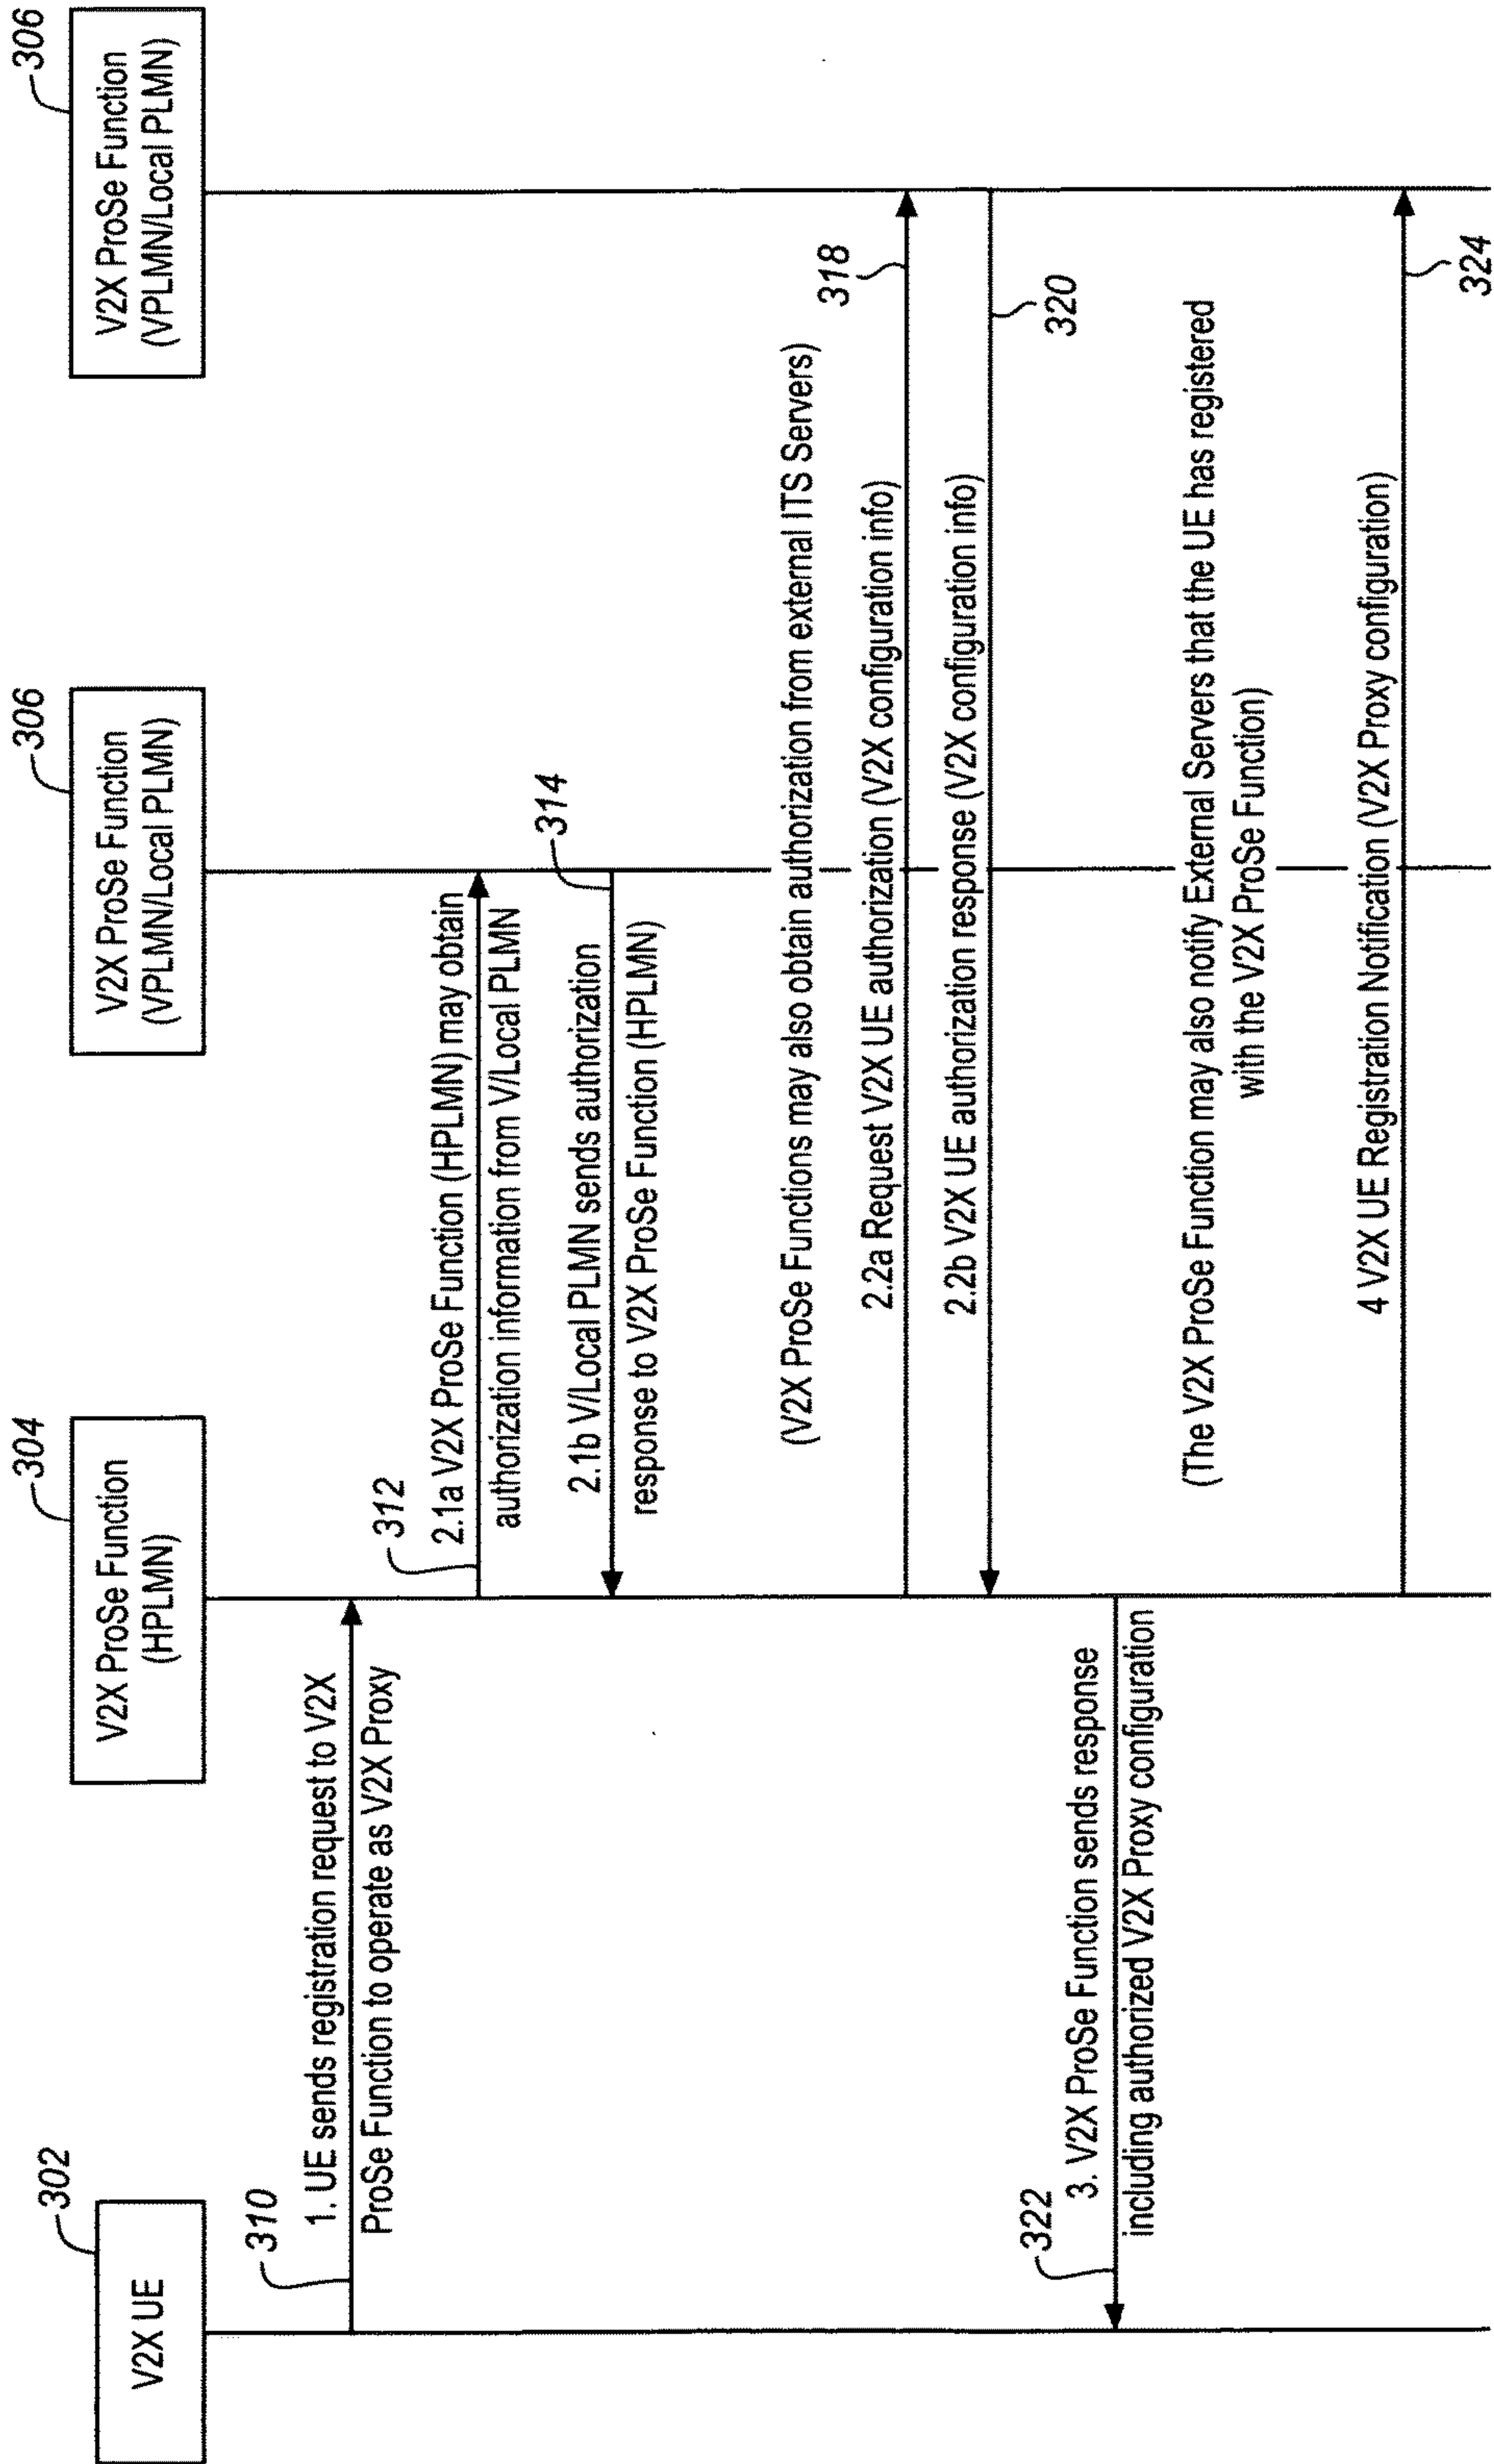 302
V2X UE
304
V2X ProSe Function
(HPLMN)
306
V2X ProSe Function
(VPLMN/Local PLMN)
306
V2X ProSe Function
(VPLMN/Local PLMN)
310
1. UE sends registration request to V2X
ProSe Function to operate as V2X Proxy
312
2.1a V2X ProSe Function (HPLMN) may obtain
authorization information from V/Local PLMN
314
2.1b V/Local PLMN sends authorization
response to V2X ProSe Function (HPLMN)
(V2X ProSe Functions may also obtain authorization from external ITS Servers)
318
2.2a Request V2X UE authorization (V2X configuration info)
2.2b V2X UE authorization response (V2X configuration info)
320
322
3. V2X ProSe Function sends response
including authorized V2X Proxy configuration
(The V2X ProSe Function may also notify External Servers that the UE has registered
with the V2X ProSe Function)
4 V2X UE Registration Notification (V2X Proxy configuration)
324